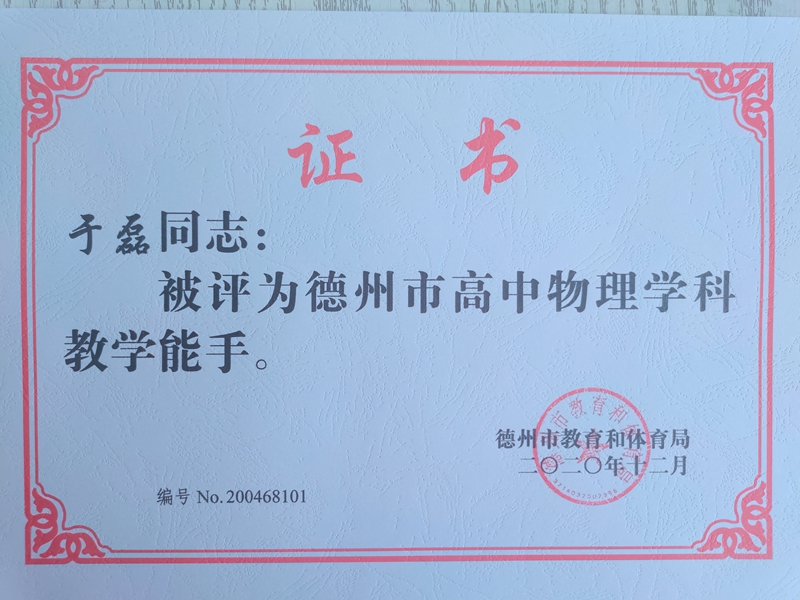 证书
于磊同志：
被评为德州市高中物理学科
教学能手。
德州市教育和体育局
二〇二〇年十二月
编号 No. 200468101